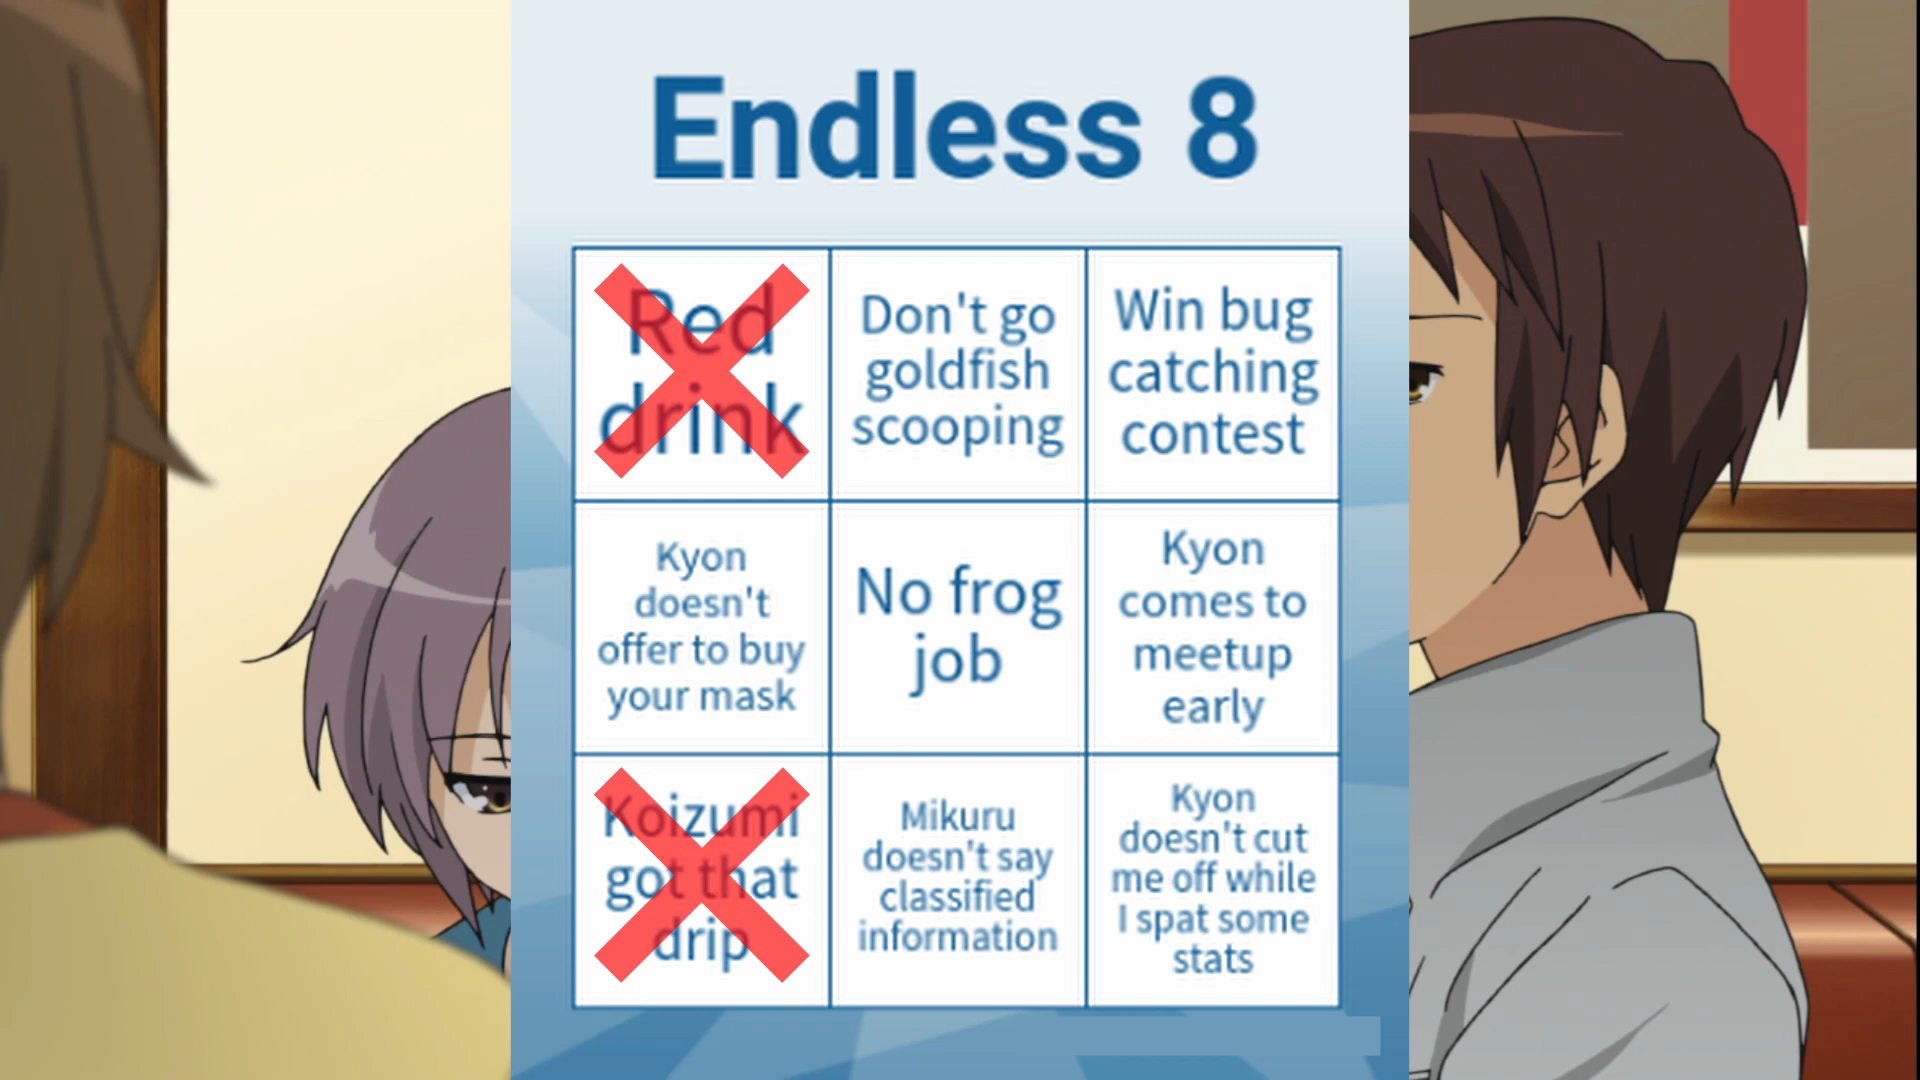 Endless 8
Red
drink
Don't go
goldfish
scooping
Win bug
catching
contest
Kyon
doesn't
offer to buy
your mask
No frog
job
Kyon
comes to
meetup
early
Koizumi
got that
drip
Mikuru
doesn't say
classified
information
Kyon
doesn't cut
me off while
I spat some
stats